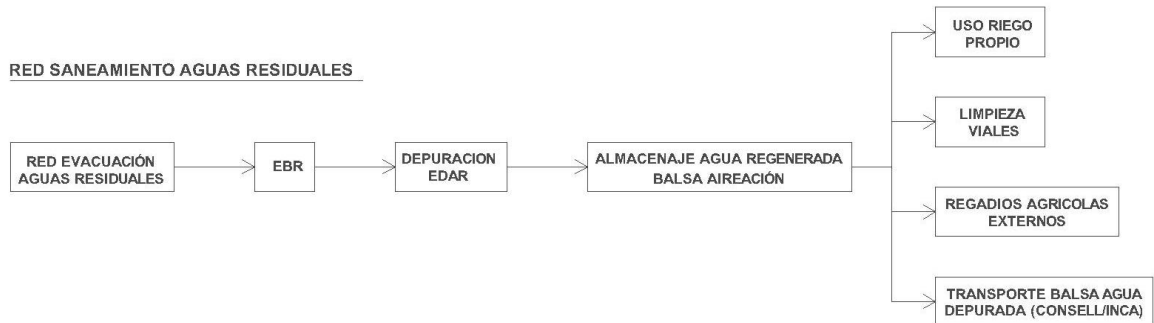 RED SANEAMIENTO AGUAS RESIDUALES
RED EVACUACIÓN
AGUAS RESIDUALES
EBR
DEPURACION
EDAR
ALMACENAJE AGUA REGENERADA
BALSA AIREACIÓN
USO RIEGO
PROPIO
LIMPIEZA
VIALES
REGADIOS AGRICOLAS
EXTERNOS
TRANSPORTE BALSA AGUA
DEPURADA (CONSELL/INCA)